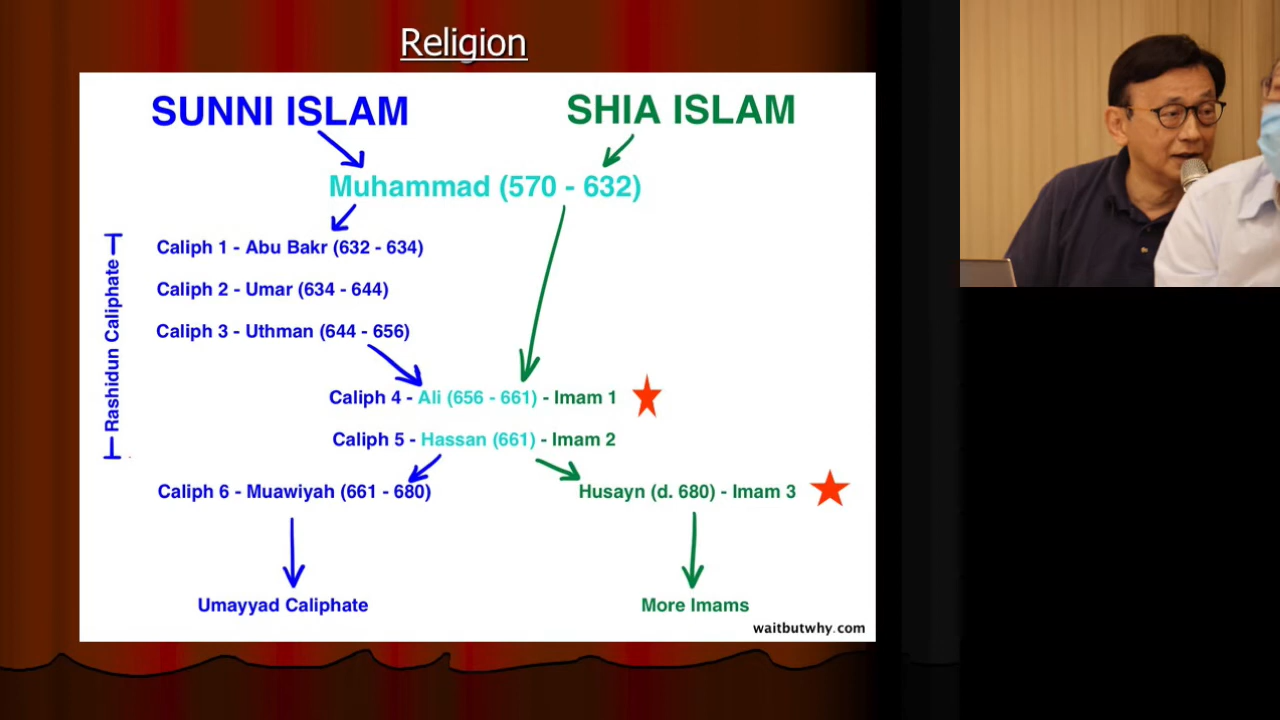 Religion
SUNNI ISLAM
SHIA ISLAM
Muhammad (570 - 632)
Rashidun Caliphate
Caliph 1 - Abu Bakr (632 - 634)
Caliph 2 - Umar (634 - 644)
Caliph 3 - Uthman (644 - 656)
Caliph 4 - Ali (656 - 661) - Imam 1
Caliph 5 - Hassan (661) - Imam 2
Caliph 6 - Muawiyah (661 - 680)
Husayn (d. 680) - Imam 3
Umayyad Caliphate
More Imams
waitbutwhy.com